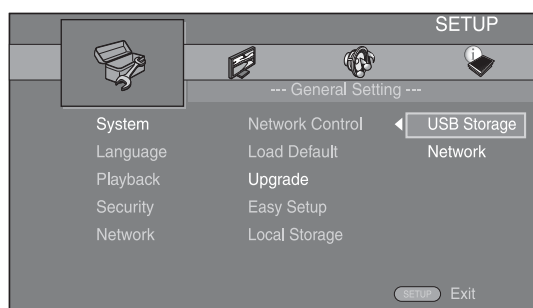 SETUP
--- General Setting ---
System
Network Control
USB Storage
Language
Load Default
Network
Playback
Upgrade
Security
Easy Setup
Network
Local Storage
SETUP Exit